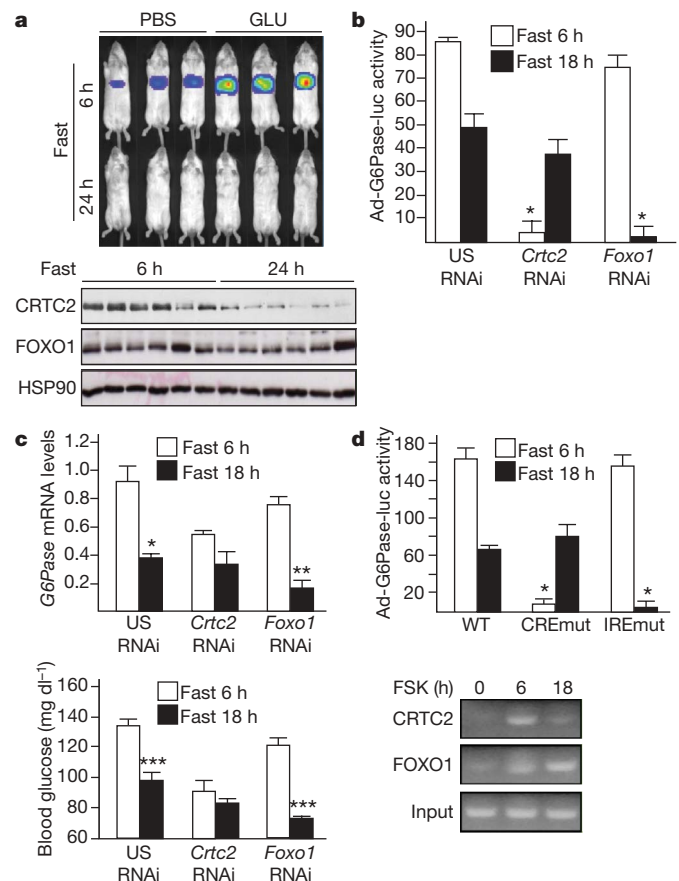 a
PBS GLU
Fast
6 h
24 h
Fast 6 h 24 h
CRTC2
FOXO1
HSP90
b
Ad-G6Pase-luc activity
90
80
70
60
50
40
30
20
10
Fast 6 h
Fast 18 h
*
*
US RNAi
Crtc2 RNAi
Foxo1 RNAi
c
G6Pase mRNA levels
1.2
1.0
0.8
0.6
0.4
0.2
Fast 6 h
Fast 18 h
*
**
US RNAi
Crtc2 RNAi
Foxo1 RNAi
Blood glucose (mg dl⁻¹)
160
140
120
100
80
60
Fast 6 h
Fast 18 h
***
***
US RNAi
Crtc2 RNAi
Foxo1 RNAi
d
Ad-G6Pase-luc activity
180
140
100
60
20
Fast 6 h
Fast 18 h
*
*
WT CREmut IREmut
FSK (h) 0 6 18
CRTC2
FOXO1
Input